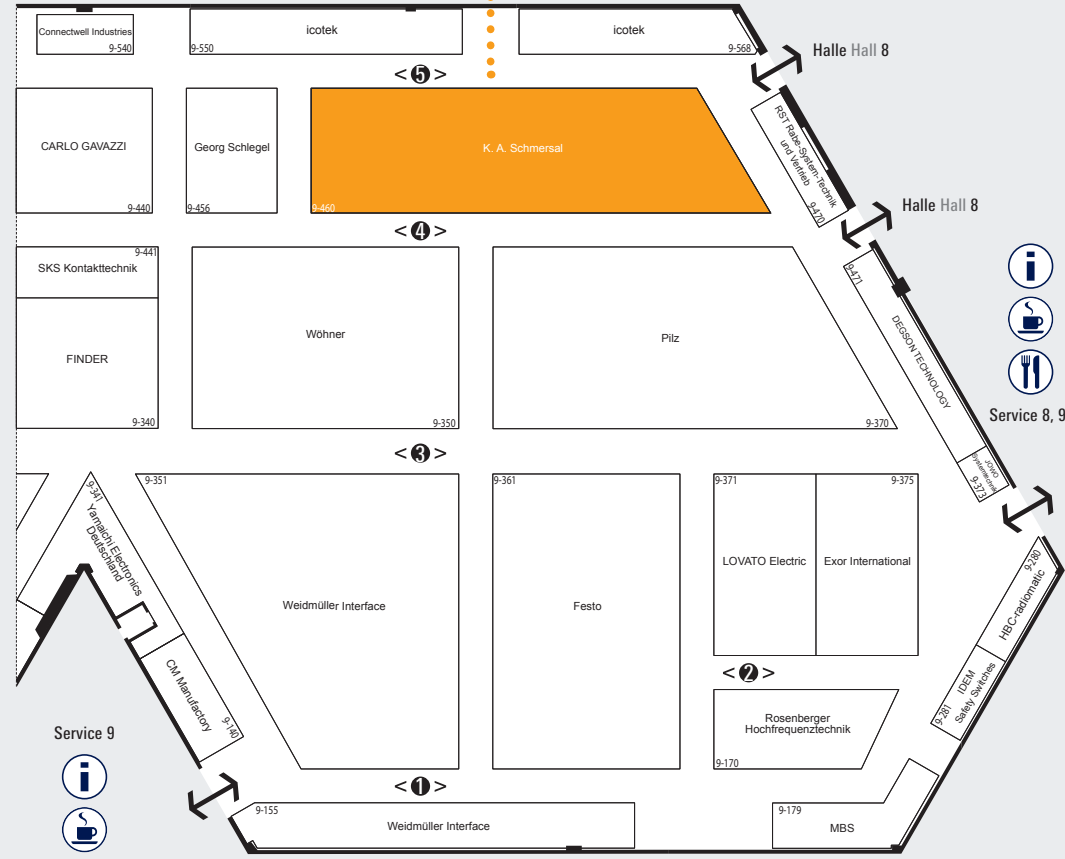 Connectwell Industries
9-540
icotek
9-550
icotek
9-568
Halle Hall 8
< 5 >
CARLO GAVAZZI
9-440
Georg Schlegel
9-456
K. A. Schmersal
9-460
RST Rabe-System-Technik
und Vertrieb
9-470
Halle Hall 8
< 4 >
9-441
SKS Kontakttechnik
FINDER
9-340
Wöhner
9-350
Pilz
9-370
9-471
DEGSON TECHNOLOGY
JOWO
Systemtechnik
9-373
Service 8, 9
< 3 >
9-341
Yamaichi Electronics
Deutschland
9-351
Weidmüller Interface
9-361
Festo
9-371
LOVATO Electric
9-375
Exor International
9-280
HBC-radiomatic
IDEM
Safety Switches
9-281
CM Manufactory
9-140
< 2 >
Rosenberger
Hochfrequenztechnik
9-170
Service 9
< 1 >
9-155
Weidmüller Interface
9-179
MBS